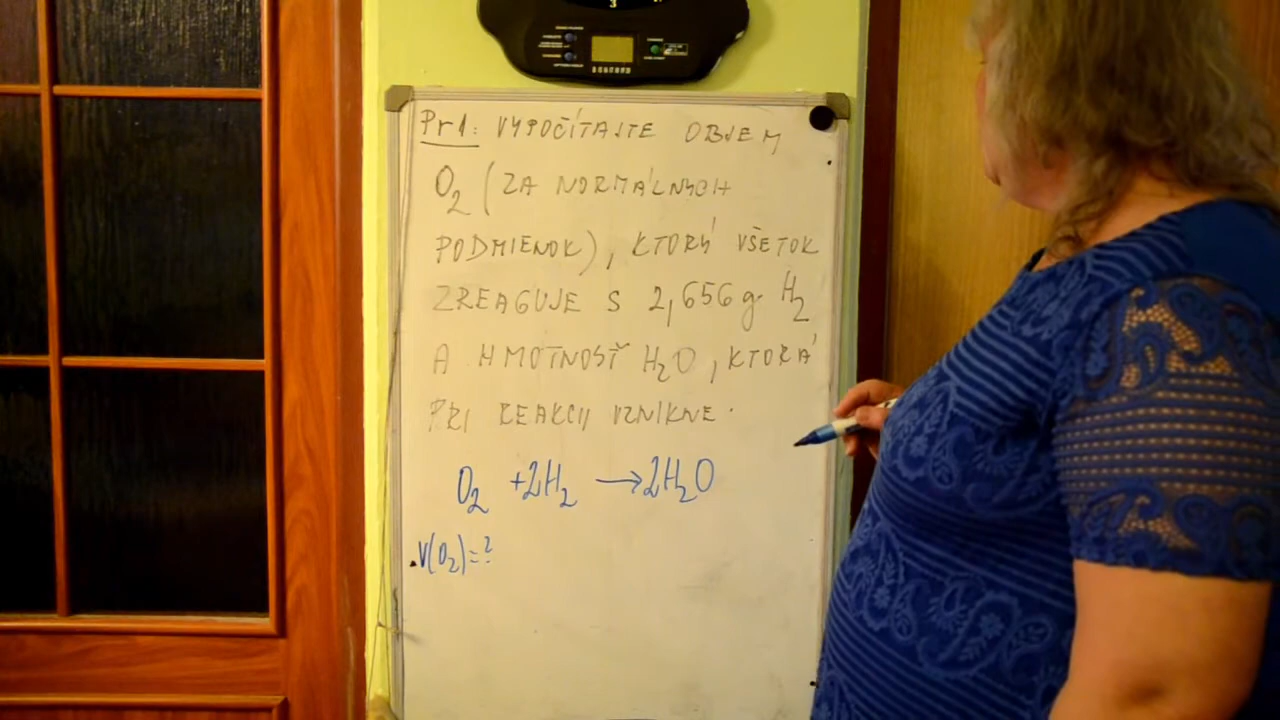 Pr1: VYPOČÍTAJTE OBJEM
O₂ (ZA NORMÁLNYCH
PODMIENOK), KTORÝ VŠETOK
ZREAGUJE S 2,656 g H₂
A HMOTNOSŤ H₂O, KTORÁ
PRI REAKCIJ VZNIKNE.
O₂ + 2H₂ → 2H₂O
V(O₂) = ?